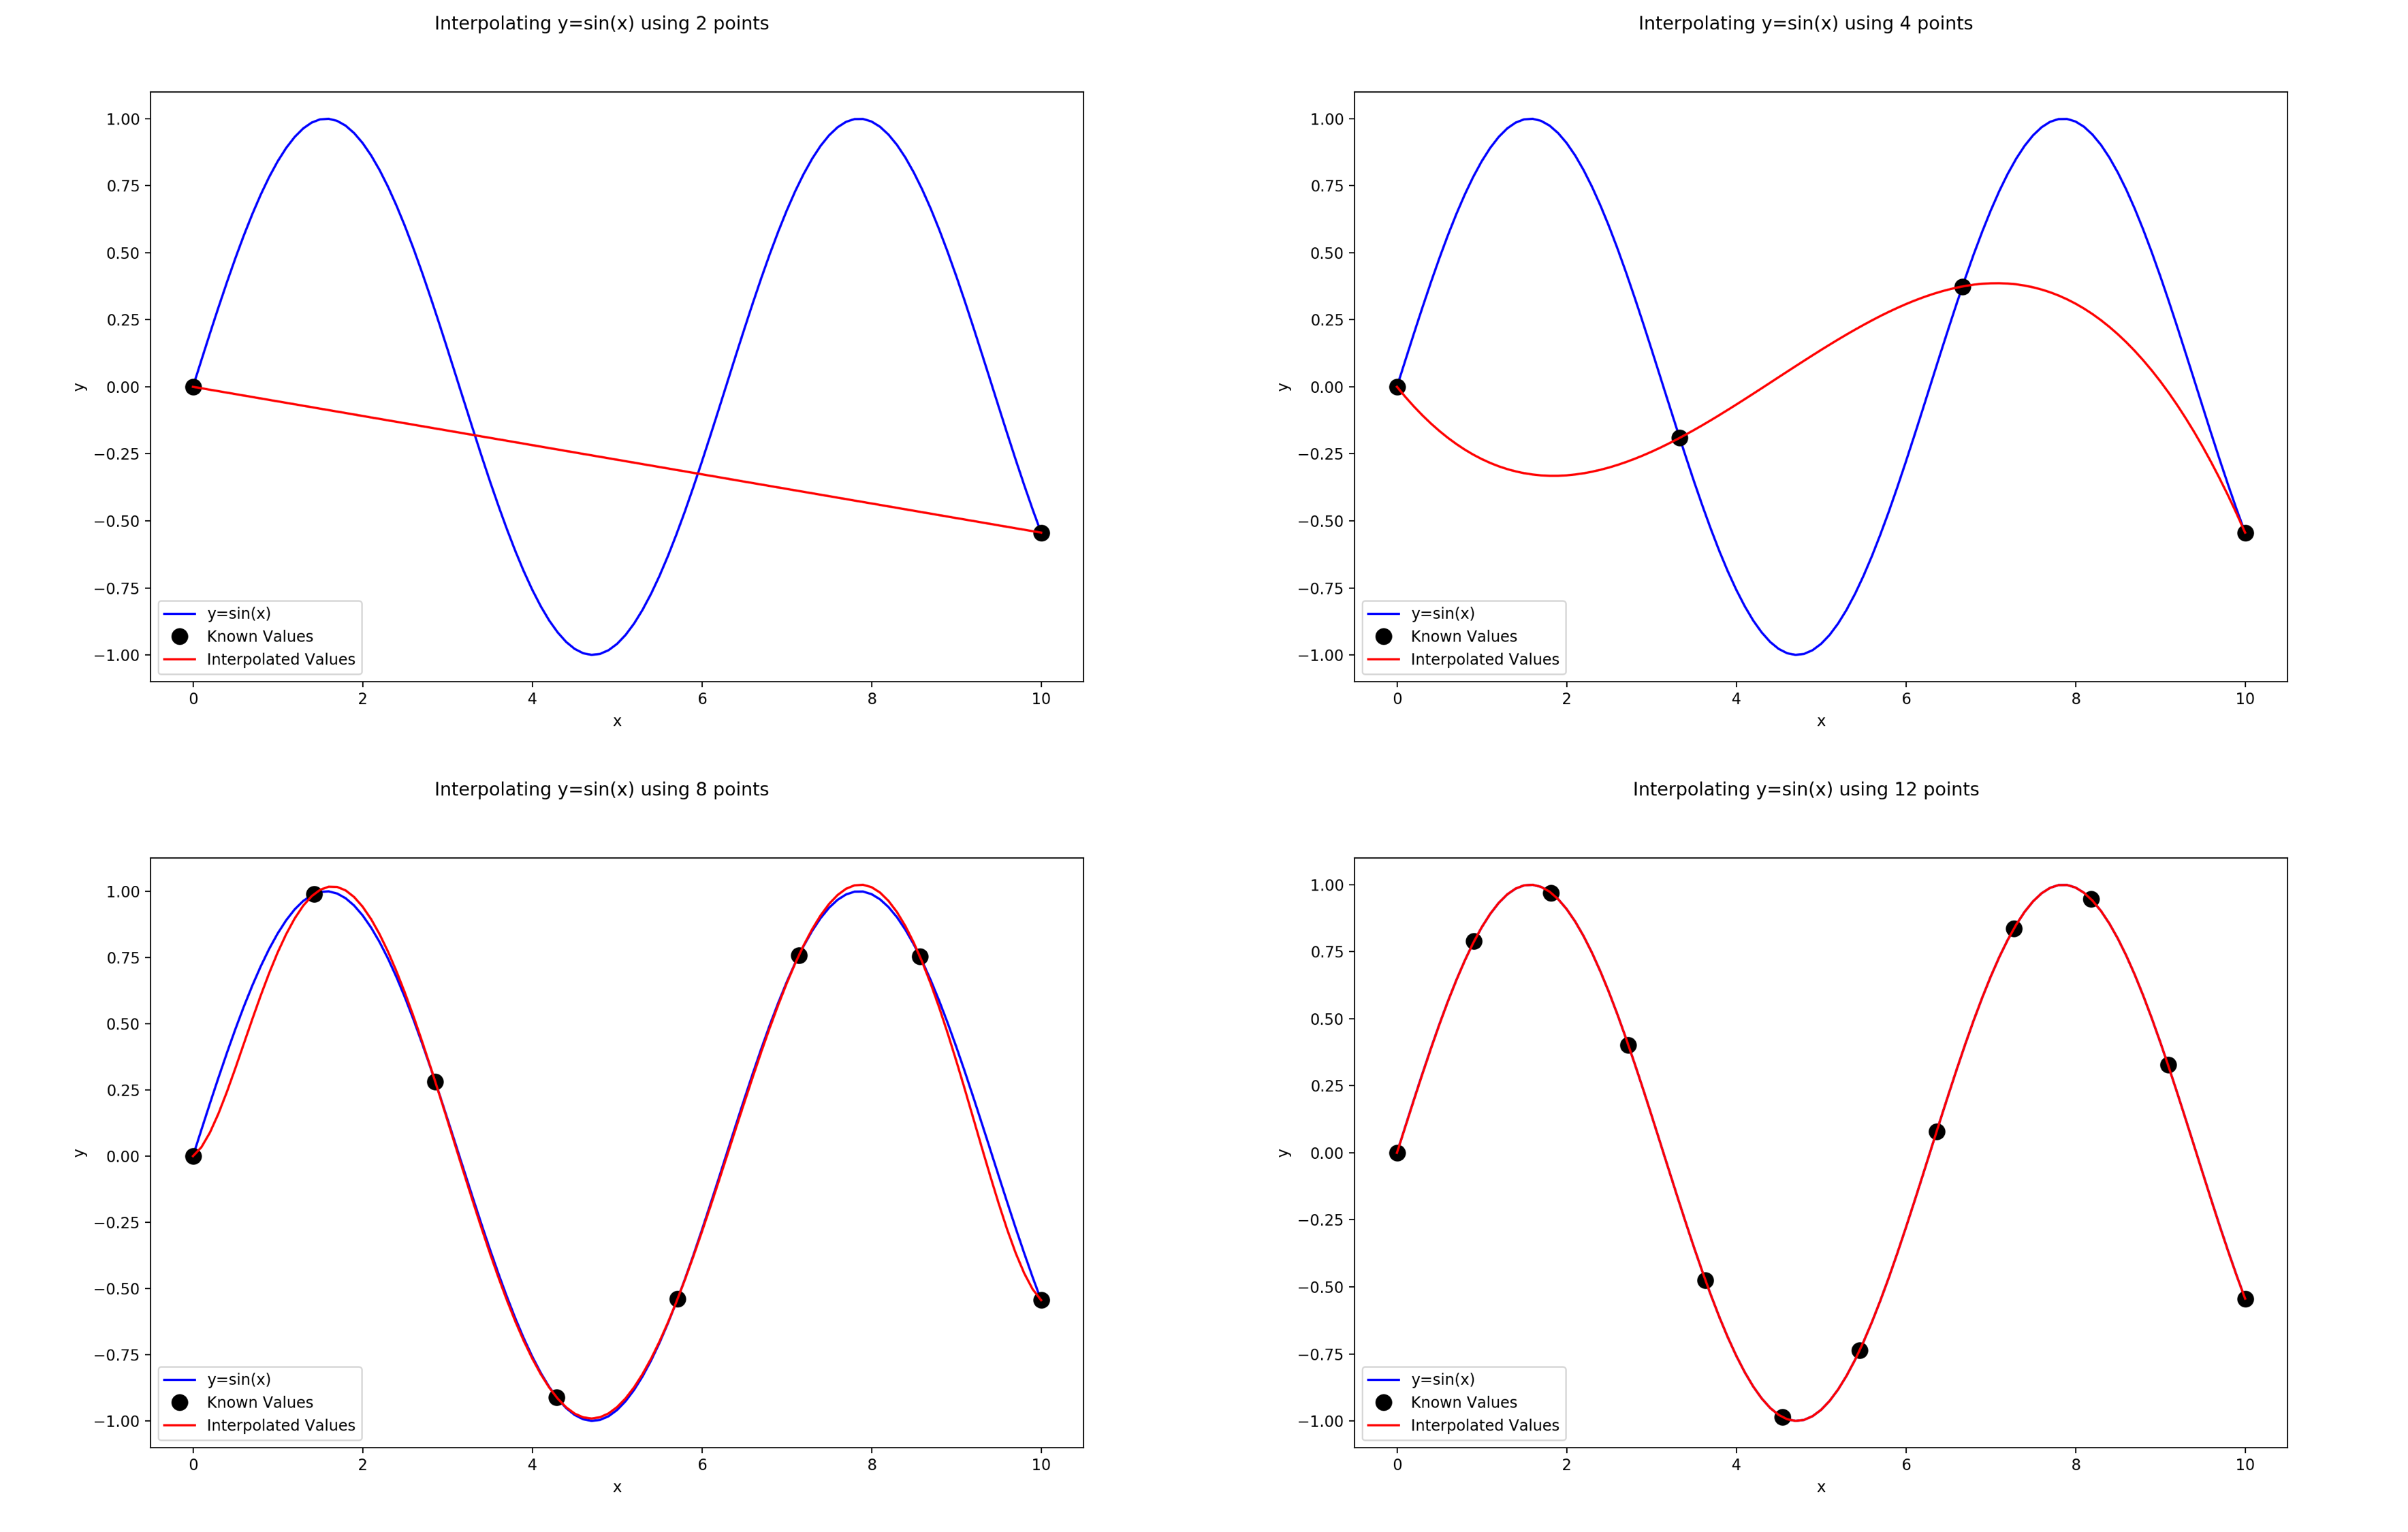 Interpolating y=sin(x) using 2 points
1.00
0.75
0.50
0.25
0.00
−0.25
−0.50
−0.75
−1.00
y
y=sin(x)
Known Values
Interpolated Values
0 2 4 6 8 10
x
Interpolating y=sin(x) using 4 points
1.00
0.75
0.50
0.25
0.00
−0.25
−0.50
−0.75
−1.00
y
y=sin(x)
Known Values
Interpolated Values
0 2 4 6 8 10
x
Interpolating y=sin(x) using 8 points
1.00
0.75
0.50
0.25
0.00
−0.25
−0.50
−0.75
−1.00
y
y=sin(x)
Known Values
Interpolated Values
0 2 4 6 8 10
x
Interpolating y=sin(x) using 12 points
1.00
0.75
0.50
0.25
0.00
−0.25
−0.50
−0.75
−1.00
y
y=sin(x)
Known Values
Interpolated Values
0 2 4 6 8 10
x